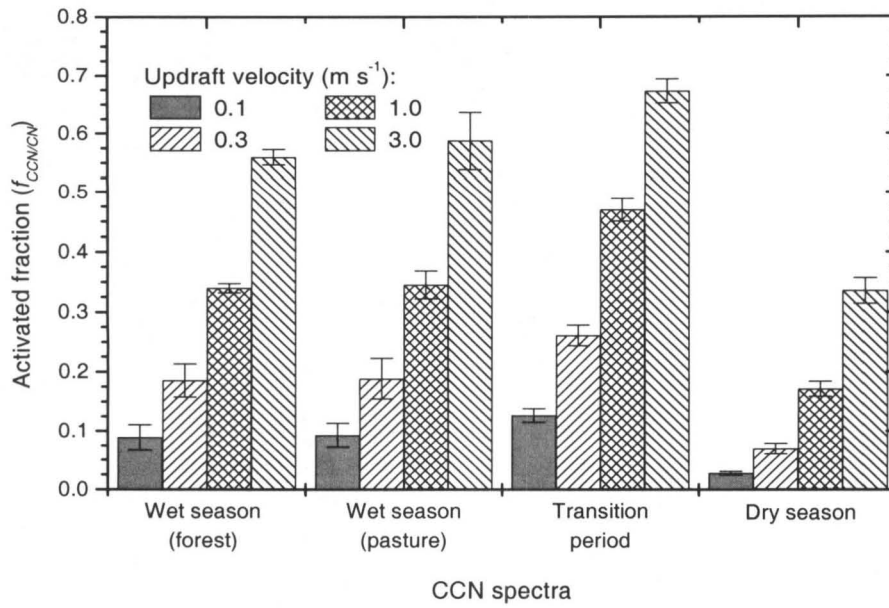 0.8
0.7
0.6
0.5
0.4
0.3
0.2
0.1
0.0
Activated fraction (fCCN/CN)
Updraft velocity (m s⁻¹):
0.1 1.0
0.3 3.0
Wet season (forest)
Wet season (pasture)
Transition period
Dry season
CCN spectra